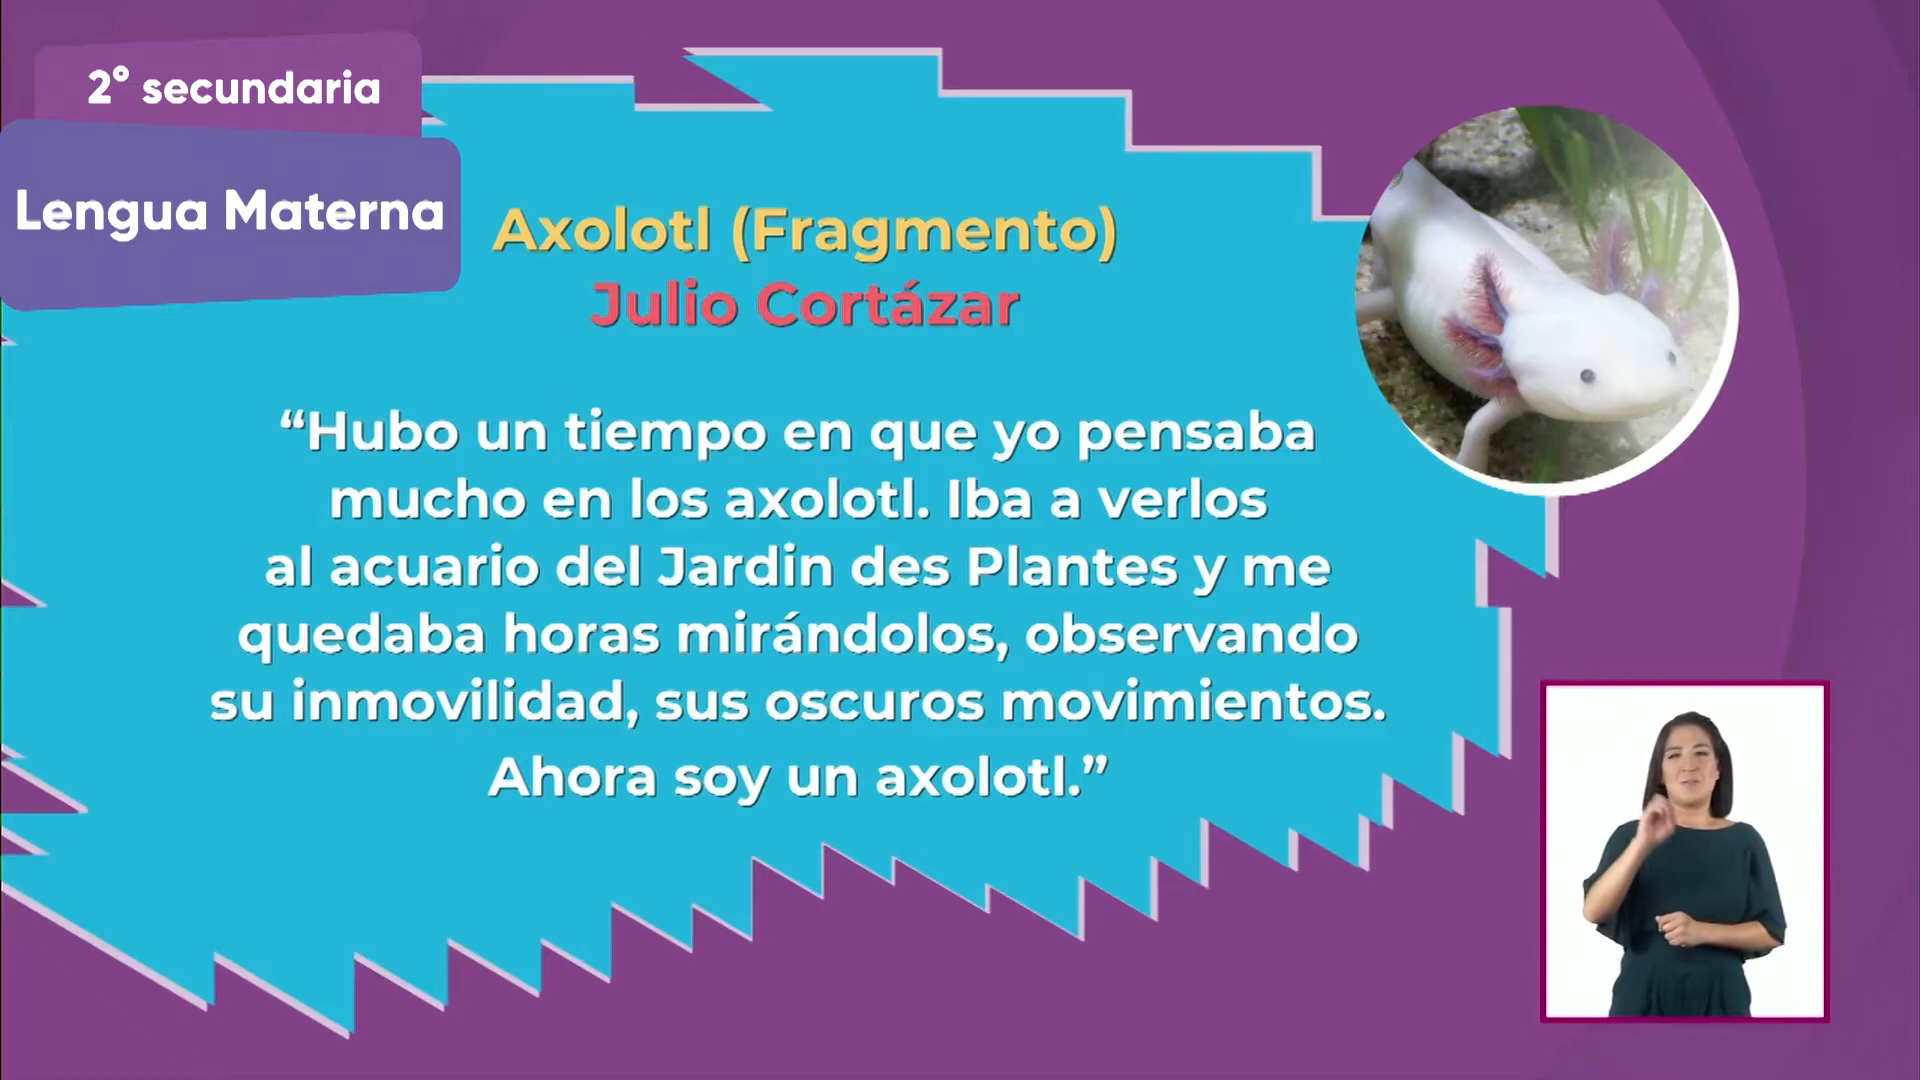 2° secundaria
Lengua Materna
Axolotl (Fragmento)
Julio Cortázar
“Hubo un tiempo en que yo pensaba
mucho en los axolotl. Iba a verlos
al acuario del Jardin des Plantes y me
quedaba horas mirándolos, observando
su inmovilidad, sus oscuros movimientos.
Ahora soy un axolotl.”